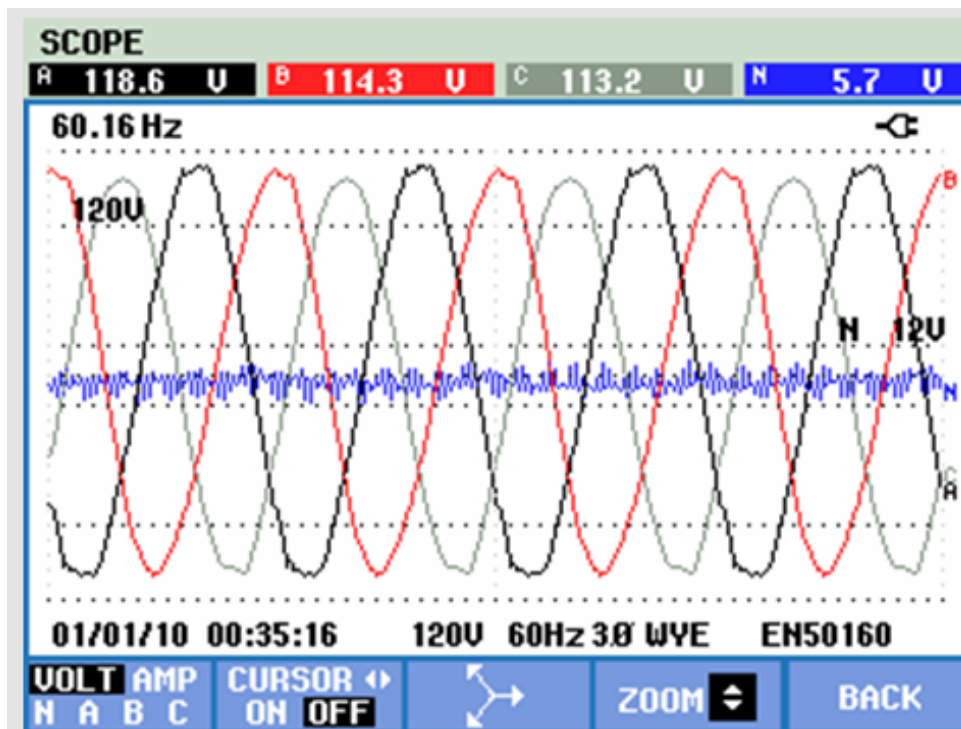 SCOPE
A 118.6 V B 114.3 V C 113.2 V N 5.7 V
60.16 Hz
B
120V
N 12V
N
C
A
01/01/10 00:35:16 120V 60Hz 3Ø WYE EN50160
VOLT AMP CURSOR
N A B C ON OFF ZOOM BACK